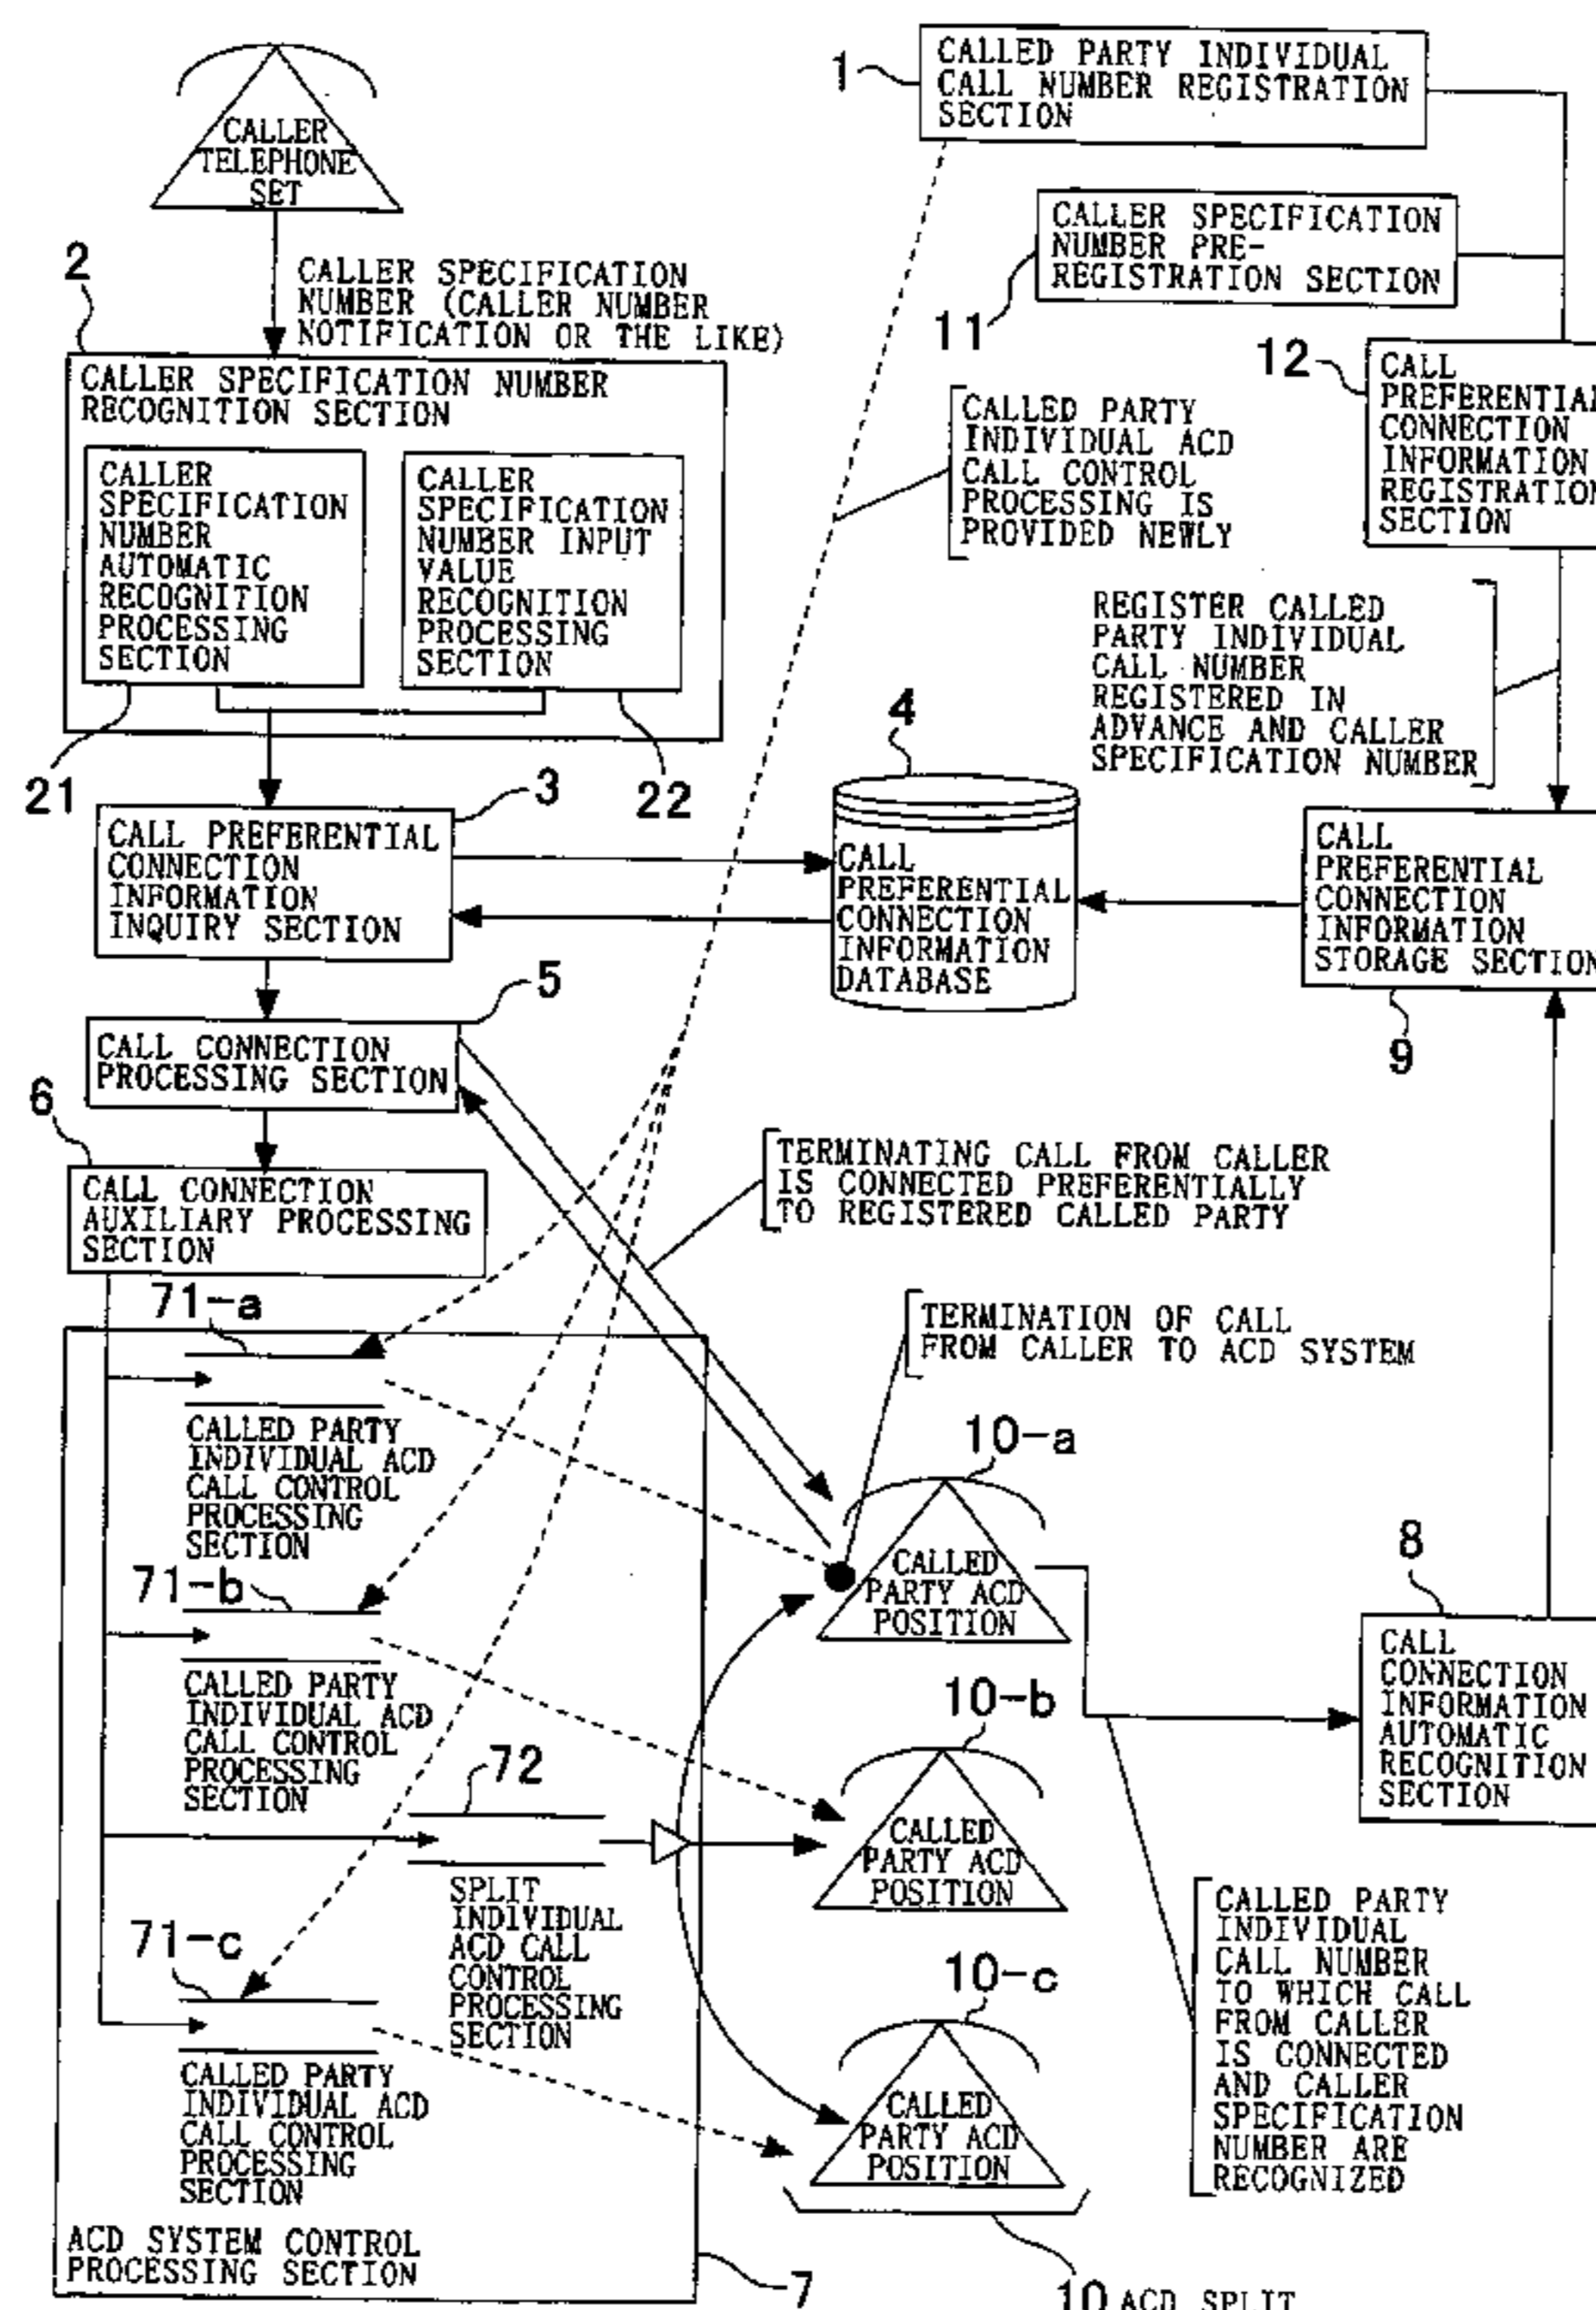 CALLER
TELEPHONE
SET
1
CALLED PARTY INDIVIDUAL
CALL NUMBER REGISTRATION
SECTION
11
CALLER SPECIFICATION
NUMBER PRE-
REGISTRATION SECTION
2
CALLER SPECIFICATION
NUMBER (CALLER NUMBER
NOTIFICATION OR THE LIKE)
CALLER SPECIFICATION NUMBER
RECOGNITION SECTION
CALLER
SPECIFICATION
NUMBER
AUTOMATIC
RECOGNITION
PROCESSING
SECTION
CALLER
SPECIFICATION
NUMBER INPUT
VALUE
RECOGNITION
PROCESSING
SECTION
21
22
CALLED PARTY
INDIVIDUAL ACD
CALL CONTROL
PROCESSING IS
PROVIDED NEWLY
12
CALL
PREFERENTIAL
CONNECTION
INFORMATION
REGISTRATION
SECTION
REGISTER CALLED
PARTY INDIVIDUAL
CALL NUMBER
REGISTERED IN
ADVANCE AND CALLER
SPECIFICATION NUMBER
3
CALL PREFERENTIAL
CONNECTION
INFORMATION
INQUIRY SECTION
4
CALL
PREFERENTIAL
CONNECTION
INFORMATION
DATABASE
CALL
PREFERENTIAL
CONNECTION
INFORMATION
STORAGE SECTION
9
5
CALL CONNECTION
PROCESSING SECTION
6
CALL CONNECTION
AUXILIARY PROCESSING
SECTION
TERMINATING CALL FROM CALLER
IS CONNECTED PREFERENTIALLY
TO REGISTERED CALLED PARTY
TERMINATION OF CALL
FROM CALLER TO ACD SYSTEM
71-a
CALLED PARTY
INDIVIDUAL ACD
CALL CONTROL
PROCESSING
SECTION
71-b
CALLED PARTY
INDIVIDUAL ACD
CALL CONTROL
PROCESSING
SECTION
72
SPLIT
INDIVIDUAL
ACD CALL
CONTROL
PROCESSING
SECTION
71-c
CALLED PARTY
INDIVIDUAL ACD
CALL CONTROL
PROCESSING
SECTION
ACD SYSTEM CONTROL
PROCESSING SECTION
7
10-a
CALLED
PARTY ACD
POSITION
10-b
CALLED
PARTY ACD
POSITION
10-c
CALLED
PARTY ACD
POSITION
10 ACD SPLIT
8
CALL
CONNECTION
INFORMATION
AUTOMATIC
RECOGNITION
SECTION
CALLED PARTY
INDIVIDUAL
CALL NUMBER
TO WHICH CALL
FROM CALLER
IS CONNECTED
AND CALLER
SPECIFICATION
NUMBER ARE
RECOGNIZED